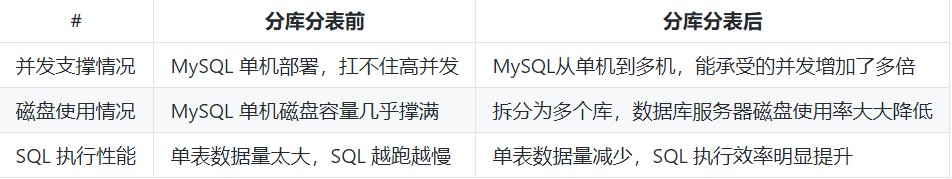 # 分库分表前 分库分表后
并发支撑情况 MySQL 单机部署，扛不住高并发 MySQL从单机到多机，能承受的并发增加了多倍
磁盘使用情况 MySQL 单机磁盘容量几乎撑满 拆分为多个库，数据库服务器磁盘使用率大大降低
SQL 执行性能 单表数据量太大，SQL 越跑越慢 单表数据量减少，SQL 执行效率明显提升